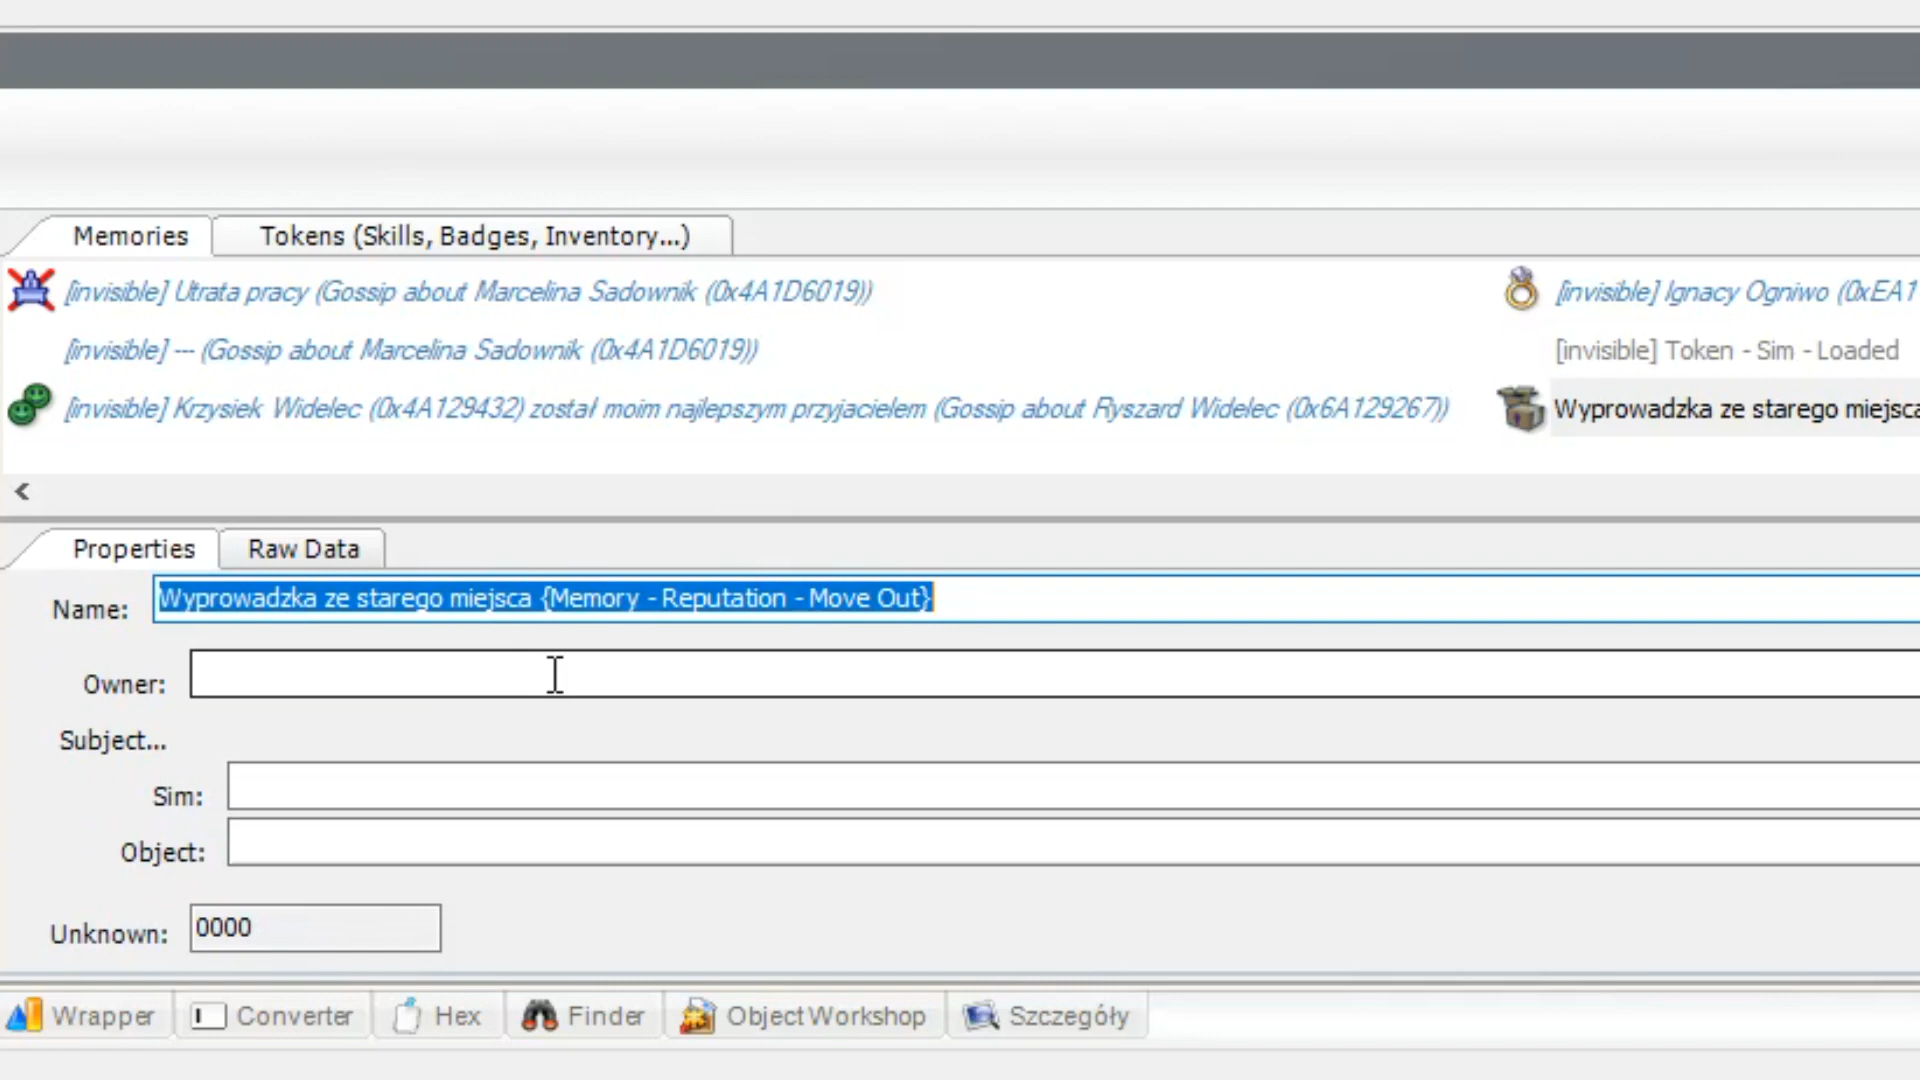 Memories
Tokens (Skills, Badges, Inventory...)
[invisible] Utrata pracy (Gossip about Marcelina Sadownik (0x4A1D6019))
[invisible] Ignacy Ogniwo (0xEA1
[invisible] --- (Gossip about Marcelina Sadownik (0x4A1D6019))
[invisible] Token - Sim - Loaded
[invisible] Krzysiek Widelec (0x4A129432) został moim najlepszym przyjacielem (Gossip about Ryszard Widelec (0x6A129267))
Wyprowadzka ze starego miejsca
<
Properties
Raw Data
Name: Wyprowadzka ze starego miejsca {Memory - Reputation - Move Out}
Owner:
Subject...
Sim:
Object:
Unknown: 0000
Wrapper
Converter
Hex
Finder
Object Workshop
Szczegóły